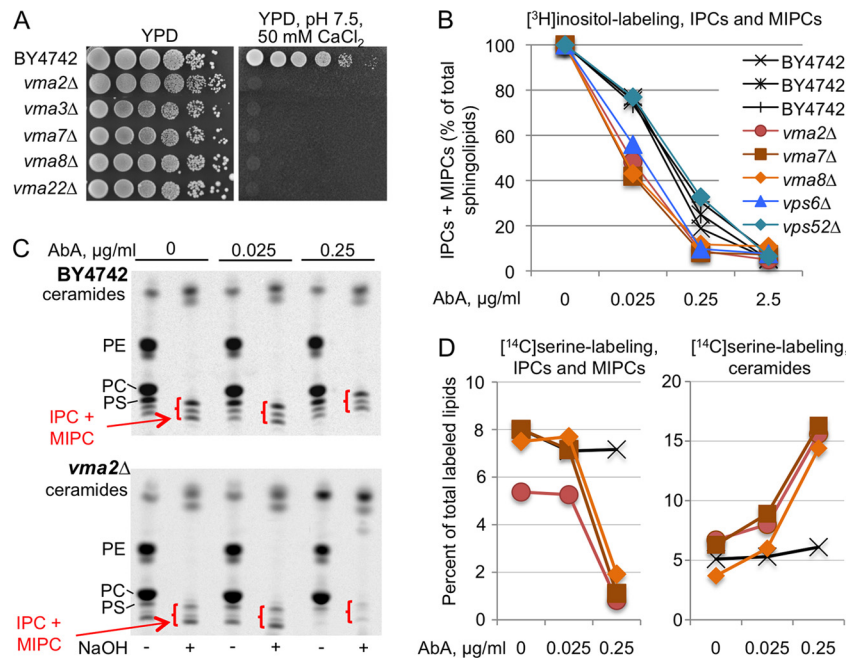 A
YPD
YPD, pH 7.5,
50 mM CaCl2
BY4742
vma2Δ
vma3Δ
vma7Δ
vma8Δ
vma22Δ
B
[³H]inositol-labeling, IPCs and MIPCs
IPCs + MIPCs (% of total
sphingolipids)
100
80
60
40
20
0
BY4742
BY4742
BY4742
vma2Δ
vma7Δ
vma8Δ
vps6Δ
vps52Δ
AbA, µg/ml 0 0.025 0.25 2.5
C
AbA, µg/ml 0 0.025 0.25
BY4742
ceramides
PE
PC
PS
IPC +
MIPC
vma2Δ
ceramides
PE
PC
PS
IPC +
MIPC
- + - + - +
NaOH
D
[¹⁴C]serine-labeling,
IPCs and MIPCs
Percent of total labeled lipids
10
8
6
4
2
0
AbA, µg/ml 0 0.025 0.25
[¹⁴C]serine-labeling,
ceramides
20
15
10
5
0
0 0.025 0.25